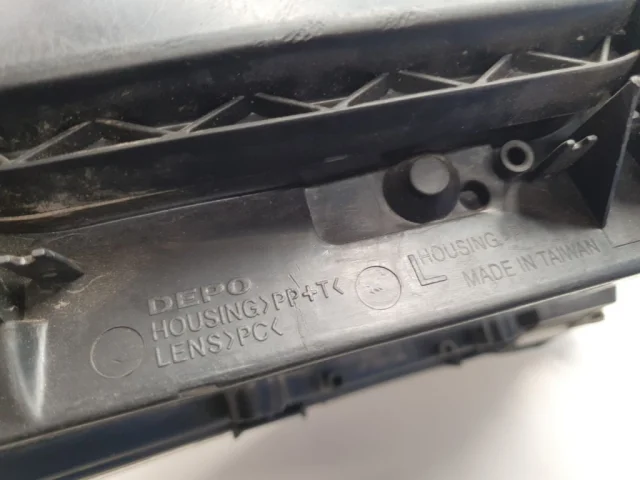 DEPO
HOUSING>PP+T<
LENS>PC<
L HOUSING
MADE IN TAIWAN